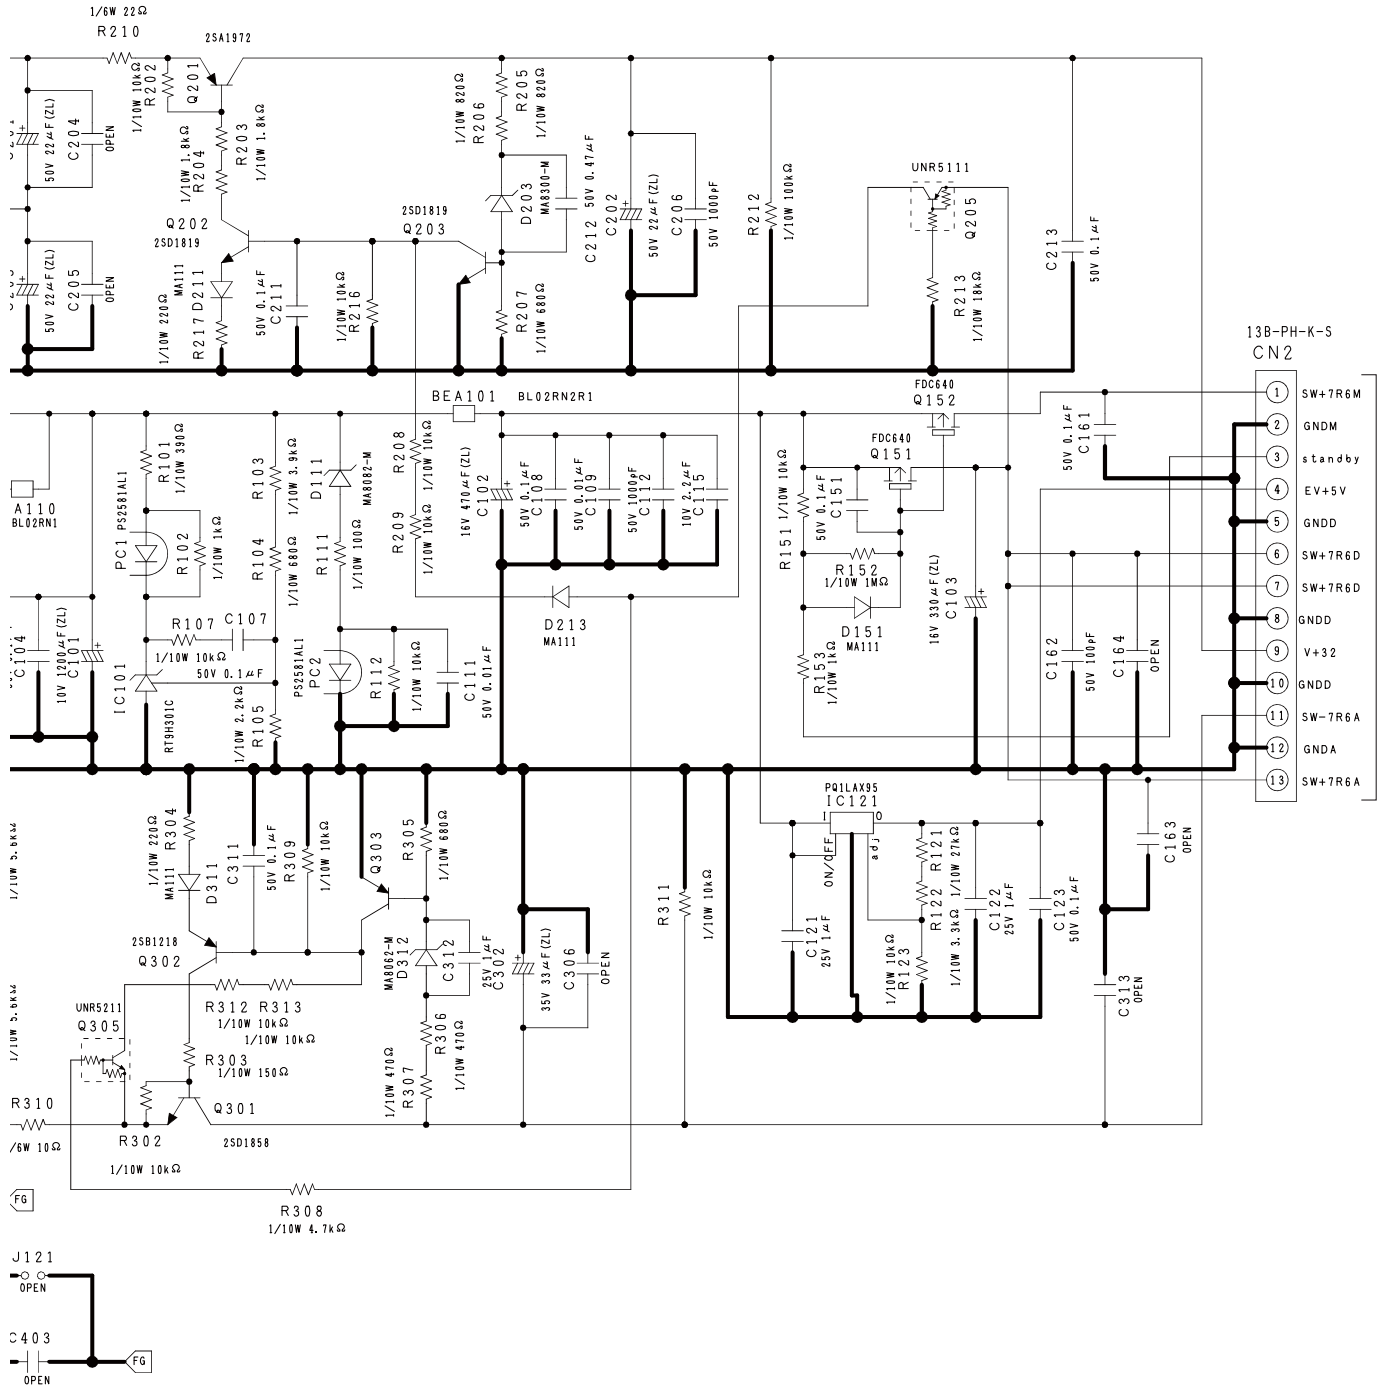 1/6W 22Ω
R210
2SA1972
1/10W 10kΩ
R202
Q201
50V 22μF(ZL)
C204
OPEN
1/10W 1.8kΩ
R204
R203
1/10W 1.8kΩ
1/10W 820Ω
R206
R205
1/10W 820Ω
D203
MA8300-M
C212
50V 0.47μF
C202
50V 22μF(ZL)
C206
50V 1000pF
R212
1/10W 100kΩ
UNR5111
Q205
R213
1/10W 18kΩ
C213
50V 0.1μF
Q202
2SD1819
2SD1819
Q203
50V 22μF(ZL)
C205
OPEN
MA111
D211
1/10W 220Ω
R217
50V 0.1μF
C211
1/10W 10kΩ
R216
R207
1/10W 680Ω
13B-PH-K-S
CN2
1 SW+7R6M
2 GNDM
3 standby
4 EV+5V
5 GNDD
6 SW+7R6D
7 SW+7R6D
8 GNDD
9 V+32
10 GNDD
11 SW-7R6A
12 GNDA
13 SW+7R6A
BEA101 BL02RN2R1
FDC640
Q152
FDC640
Q151
50V 0.1μF
C161
A110
BL02RN1
R101
1/10W 390Ω
PS2581AL1
PC1
R102
1/10W 1kΩ
R103
1/10W 3.9kΩ
R104
1/10W 680Ω
D111
MA8082-M
R111
1/10W 100Ω
R208
1/10W 10kΩ
R209
1/10W 10kΩ
16V 470μF(ZL)
C102
50V 0.1μF
C108
50V 0.01μF
C109
50V 1000pF
C112
10V 2.2μF
C115
R151
1/10W 10kΩ
50V 0.1μF
C151
R152
1/10W 1MΩ
D151
MA111
R153
1/10W 1kΩ
16V 330μF(ZL)
C103
C162
50V 100pF
C164
OPEN
D213
MA111
C104
10V 1200μF(ZL)
C101
R107
1/10W 10kΩ
C107
50V 0.1μF
IC101
RT9H301C
1/10W 2.2kΩ
R105
PS2581AL1
PC2
R112
1/10W 10kΩ
C111
50V 0.01μF
1/10W 5.6kΩ
1/10W 220Ω
R304
MA111
D311
C311
50V 0.1μF
R309
1/10W 10kΩ
Q303
R305
1/10W 680Ω
2SB1218
Q302
MA8062-M
D312
C312
25V 1μF
C302
35V 33μF(ZL)
C306
OPEN
R311
1/10W 10kΩ
PQ1LAX95
IC121
I
O
ON/OFF
adj
C121
25V 1μF
R121
1/10W 27kΩ
R122
1/10W 3.3kΩ
1/10W 10kΩ
R123
C122
25V 1μF
C123
50V 0.1μF
C163
OPEN
C313
OPEN
1/10W 5.6kΩ
UNR5211
Q305
R312
1/10W 10kΩ
R313
1/10W 10kΩ
R303
1/10W 150Ω
R306
1/10W 470Ω
1/10W 470Ω
R307
R310
/6W 10Ω
R302
1/10W 10kΩ
Q301
2SD1858
FG
R308
1/10W 4.7kΩ
J121
OPEN
C403
OPEN
FG